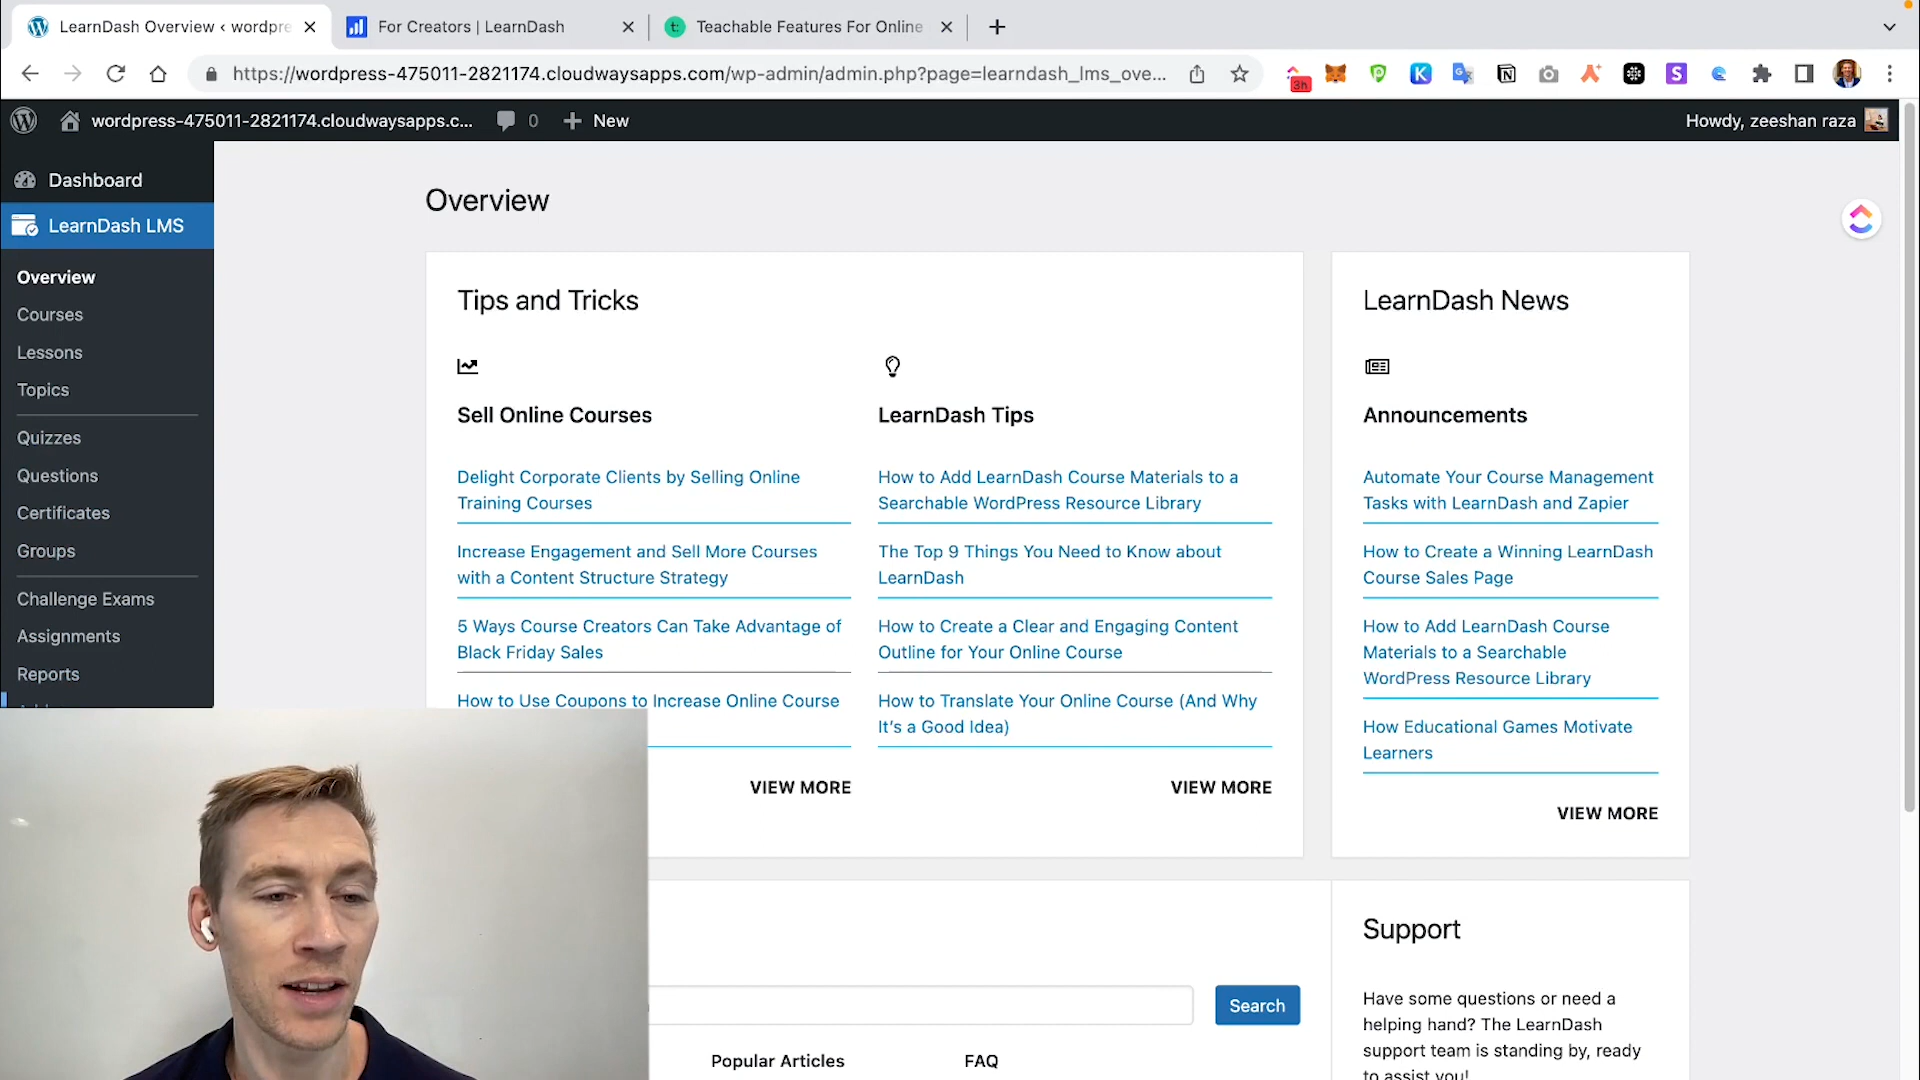 LearnDash Overview ‹ wordpre
For Creators | LearnDash
Teachable Features For Online
https://wordpress-475011-2821174.cloudwaysapps.com/wp-admin/admin.php?page=learndash_lms_ove...
3h
wordpress-475011-2821174.cloudwaysapps.c...
0
New
Howdy, zeeshan raza
Dashboard
LearnDash LMS
Overview
Courses
Lessons
Topics
Quizzes
Questions
Certificates
Groups
Challenge Exams
Assignments
Reports
Overview
Tips and Tricks
Sell Online Courses
Delight Corporate Clients by Selling Online
Training Courses
Increase Engagement and Sell More Courses
with a Content Structure Strategy
5 Ways Course Creators Can Take Advantage of
Black Friday Sales
How to Use Coupons to Increase Online Course
VIEW MORE
LearnDash Tips
How to Add LearnDash Course Materials to a
Searchable WordPress Resource Library
The Top 9 Things You Need to Know about
LearnDash
How to Create a Clear and Engaging Content
Outline for Your Online Course
How to Translate Your Online Course (And Why
It's a Good Idea)
VIEW MORE
LearnDash News
Announcements
Automate Your Course Management
Tasks with LearnDash and Zapier
How to Create a Winning LearnDash
Course Sales Page
How to Add LearnDash Course
Materials to a Searchable
WordPress Resource Library
How Educational Games Motivate
Learners
VIEW MORE
Search
Popular Articles
FAQ
Support
Have some questions or need a
helping hand? The LearnDash
support team is standing by, ready
to assist you!